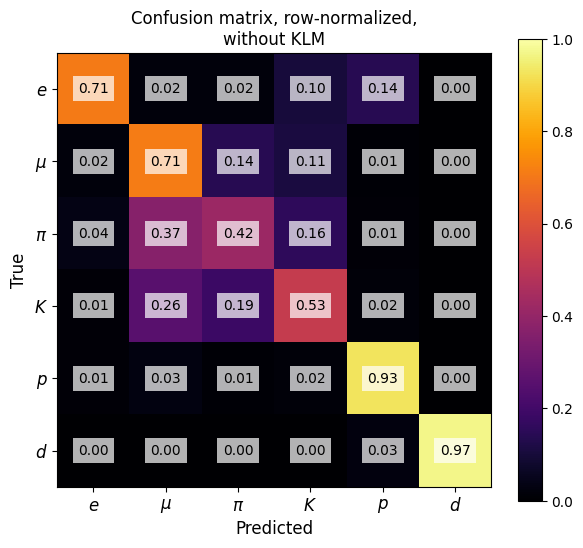 Confusion matrix, row-normalized,
without KLM
e 0.71 0.02 0.02 0.10 0.14 0.00
μ 0.02 0.71 0.14 0.11 0.01 0.00
π 0.04 0.37 0.42 0.16 0.01 0.00
K 0.01 0.26 0.19 0.53 0.02 0.00
p 0.01 0.03 0.01 0.02 0.93 0.00
d 0.00 0.00 0.00 0.00 0.03 0.97
e μ π K p d
Predicted
True
1.0
0.8
0.6
0.4
0.2
0.0